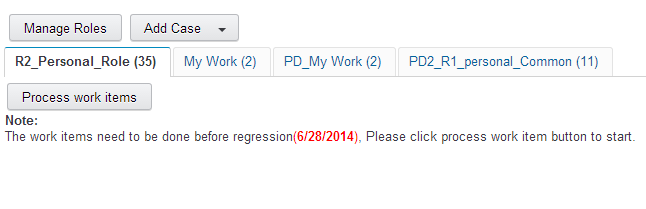 Manage Roles Add Case
R2_Personal_Role (35) My Work (2) PD_My Work (2) PD2_R1_personal_Common (11)
Process work items
Note:
The work items need to be done before regression(6/28/2014), Please click process work item button to start.